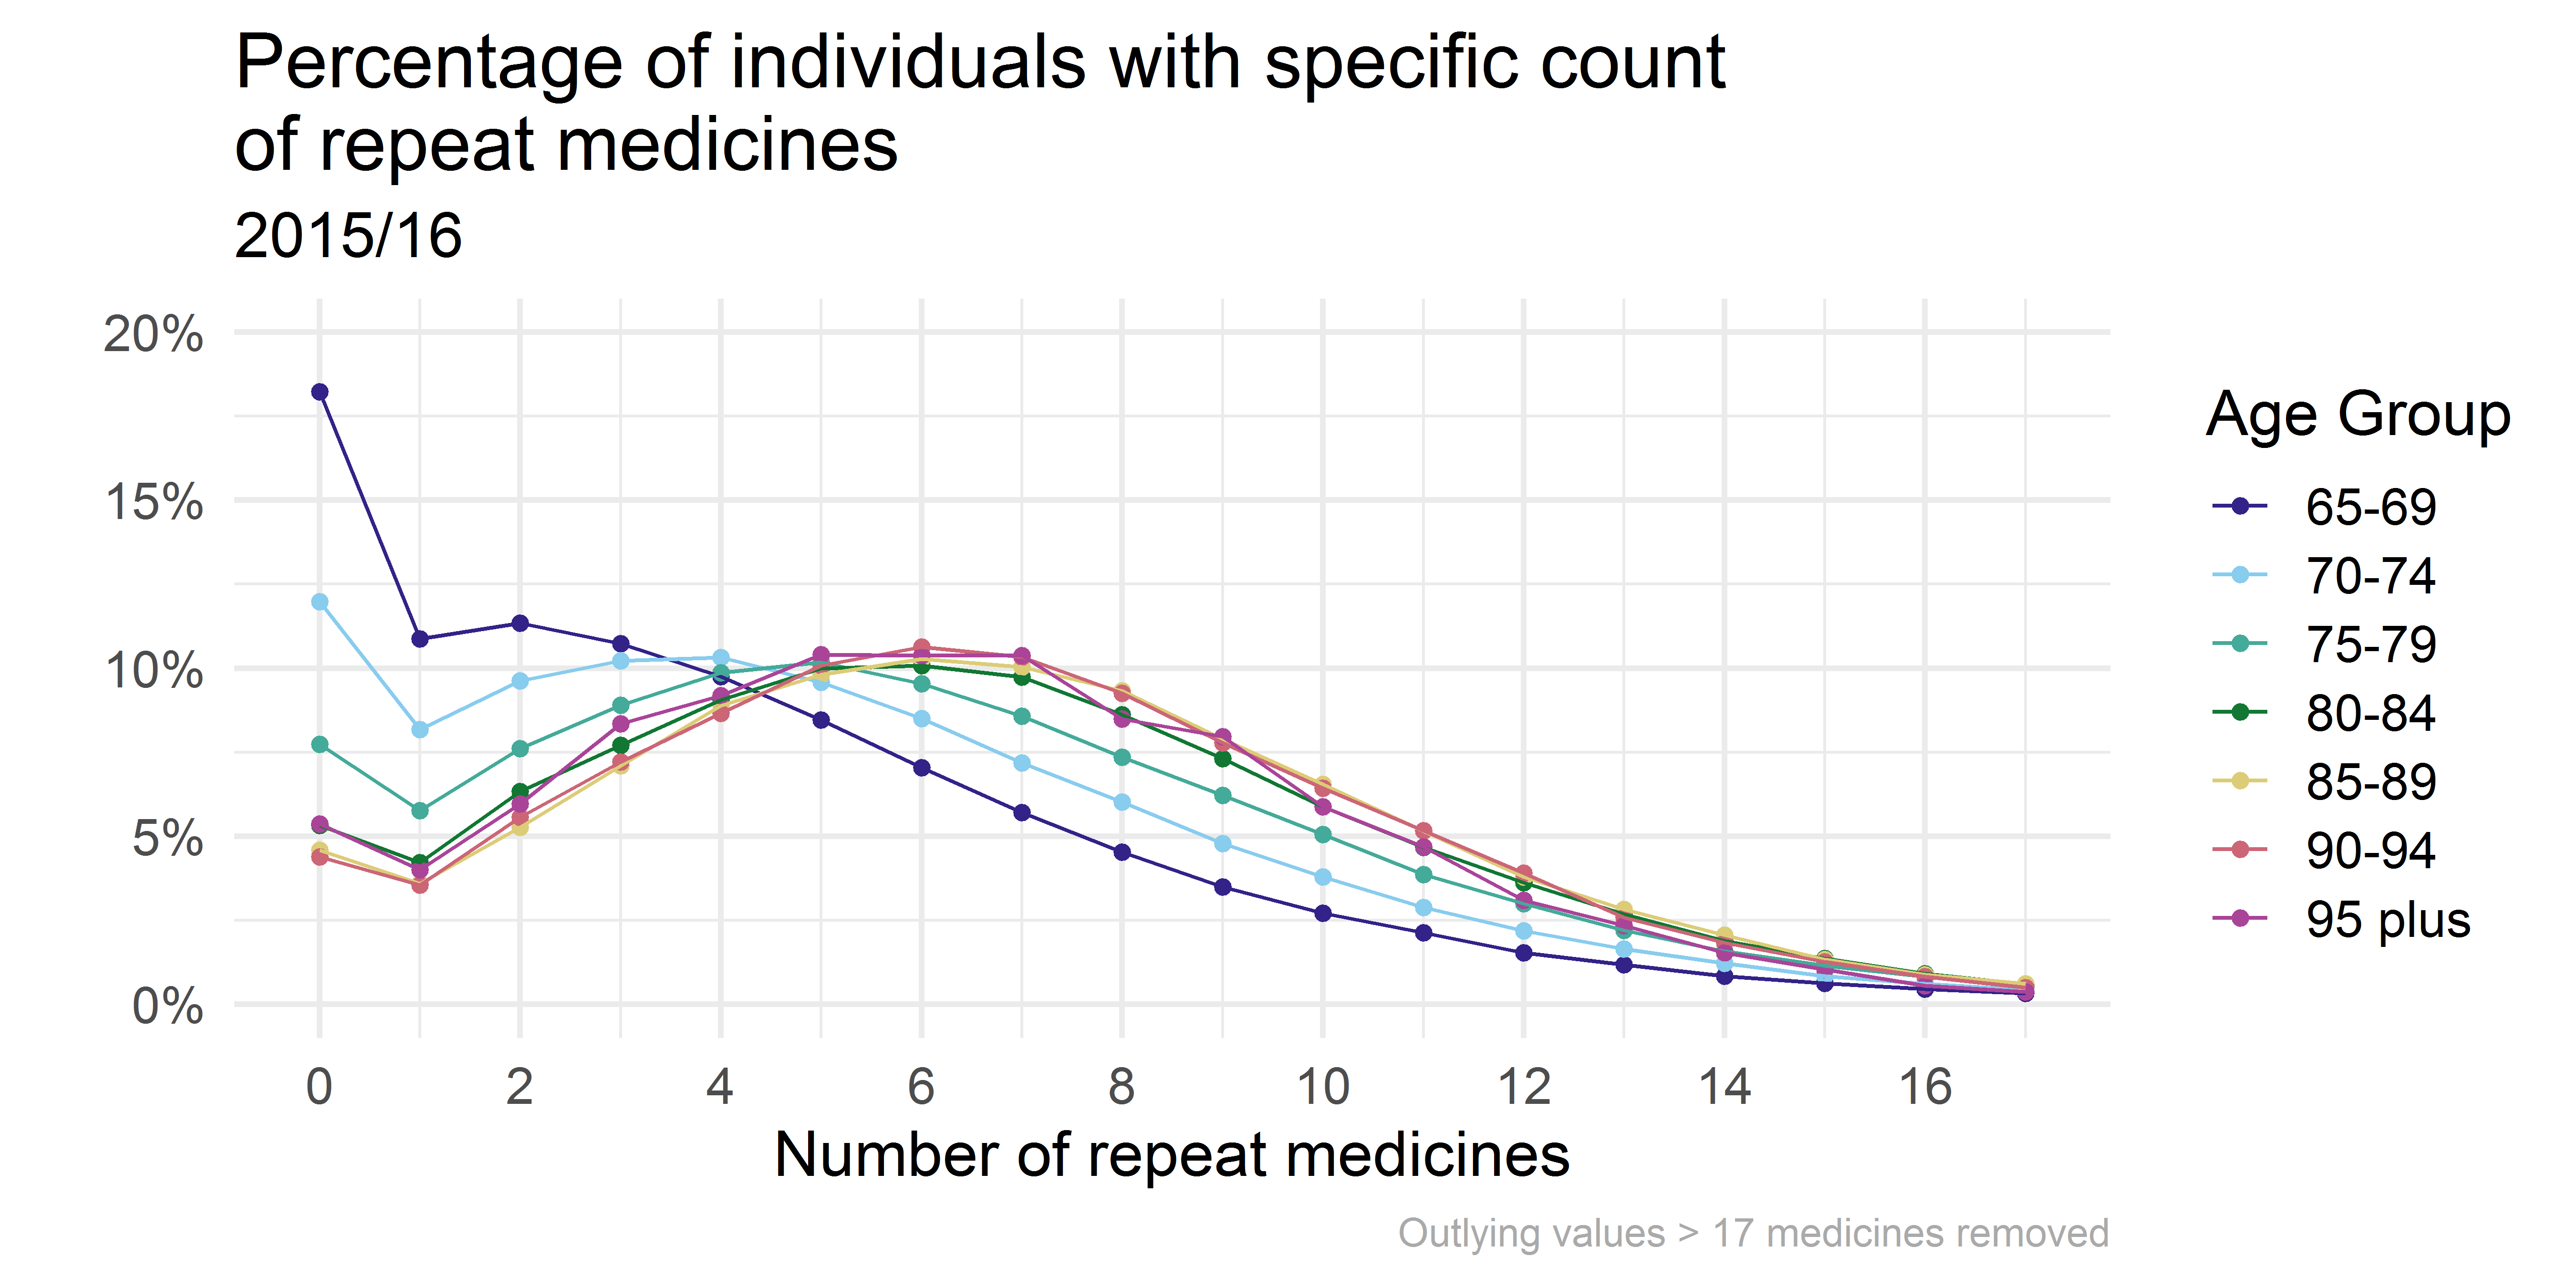 Percentage of individuals with specific count
of repeat medicines
2015/16
20%
15%
10%
5%
0%
0 2 4 6 8 10 12 14 16
Number of repeat medicines
Age Group
65-69
70-74
75-79
80-84
85-89
90-94
95 plus
Outlying values > 17 medicines removed